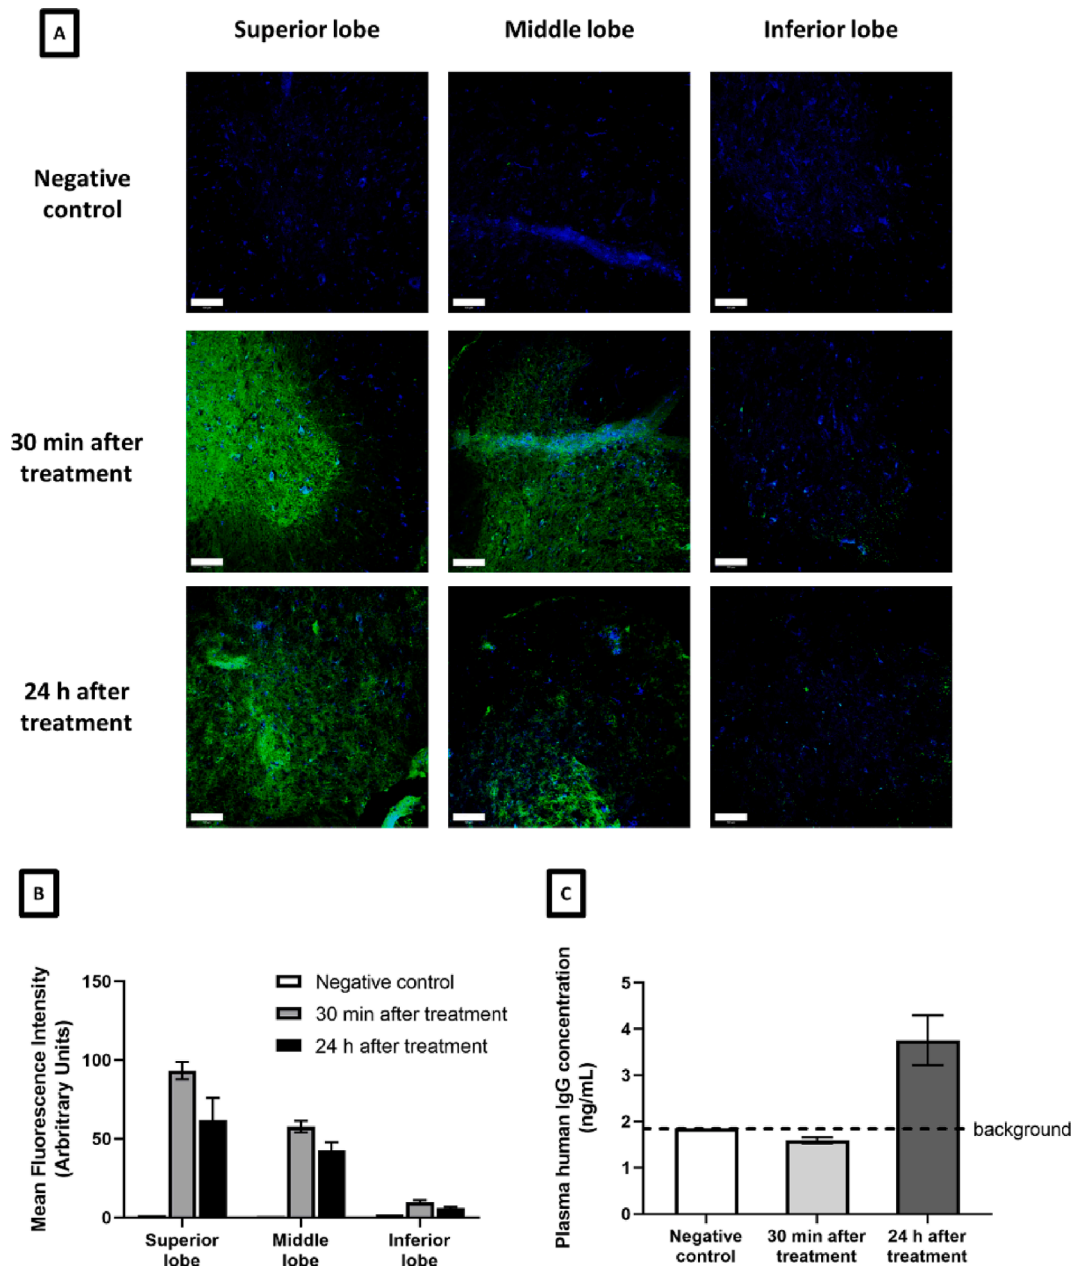 A
Superior lobe
Middle lobe
Inferior lobe
Negative
control
30 min after
treatment
24 h after
treatment
B
Mean Fluorescence Intensity
(Arbritrary Units)
150
100
50
0
Negative control
30 min after treatment
24 h after treatment
Superior
lobe
Middle
lobe
Inferior
lobe
C
Plasma human IgG concentration
(ng/mL)
5
4
3
2
1
0
background
Negative
control
30 min after
treatment
24 h after
treatment